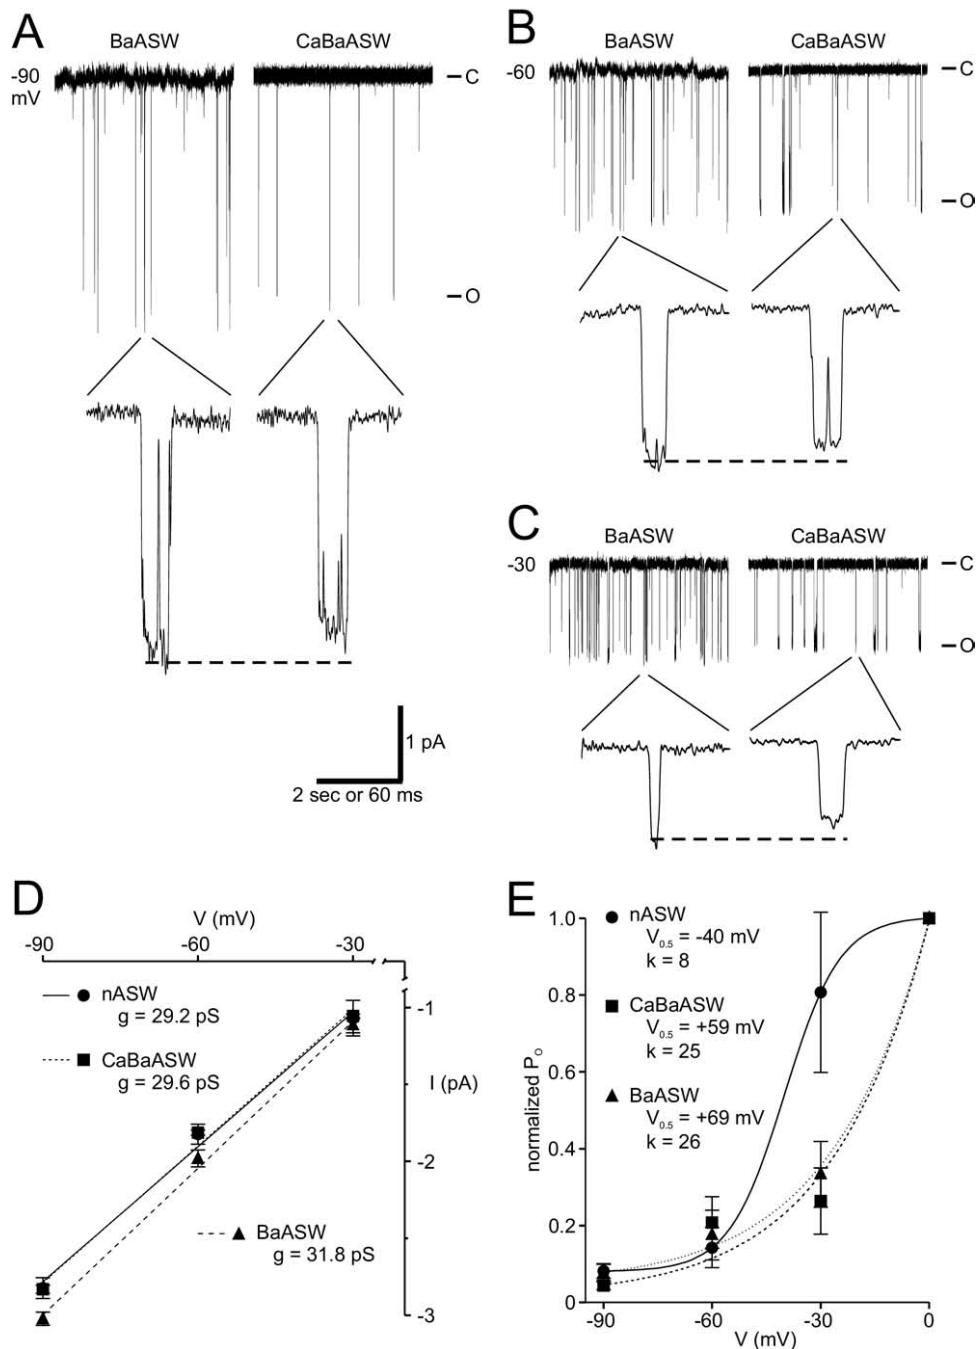 A
BaASW
CaBaASW
-90
mV
C
O
1 pA
2 sec or 60 ms
B
BaASW
CaBaASW
-60
C
O
C
BaASW
CaBaASW
-30
C
O
D
V (mV)
-90
-60
-30
nASW
g = 29.2 pS
CaBaASW
g = 29.6 pS
BaASW
g = 31.8 pS
I (pA)
-1
-2
-3
E
nASW
V0.5 = -40 mV
k = 8
CaBaASW
V0.5 = +59 mV
k = 25
BaASW
V0.5 = +69 mV
k = 26
normalized PO
1.0
0.8
0.6
0.4
0.2
0
-90
-60
-30
0
V (mV)